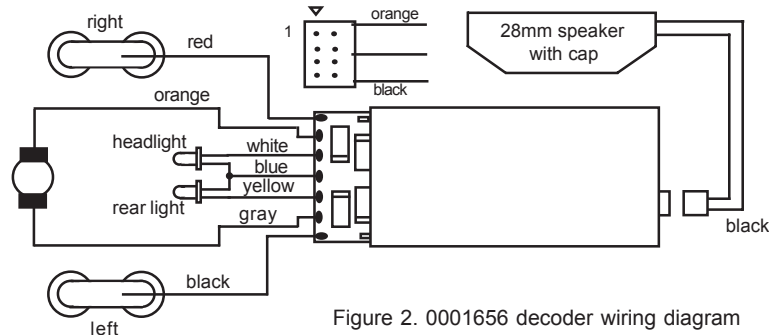 right
1
orange
black
28mm speaker
with cap
red
orange
headlight
white
blue
yellow
rear light
gray
black
black
left
Figure 2. 0001656 decoder wiring diagram